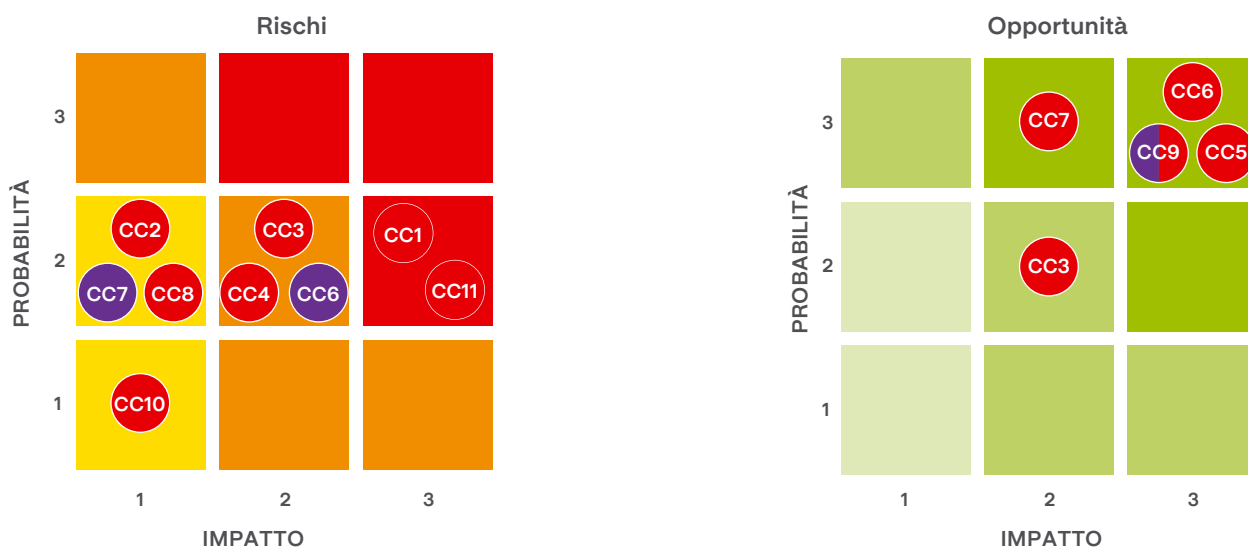 Rischi
PROBABILITÀ
3
2
1
CC2
CC7
CC8
CC3
CC4
CC6
CC1
CC11
CC10
1
2
3
IMPATTO
Opportunità
PROBABILITÀ
3
2
1
CC7
CC6
CC9
CC5
CC3
1
2
3
IMPATTO